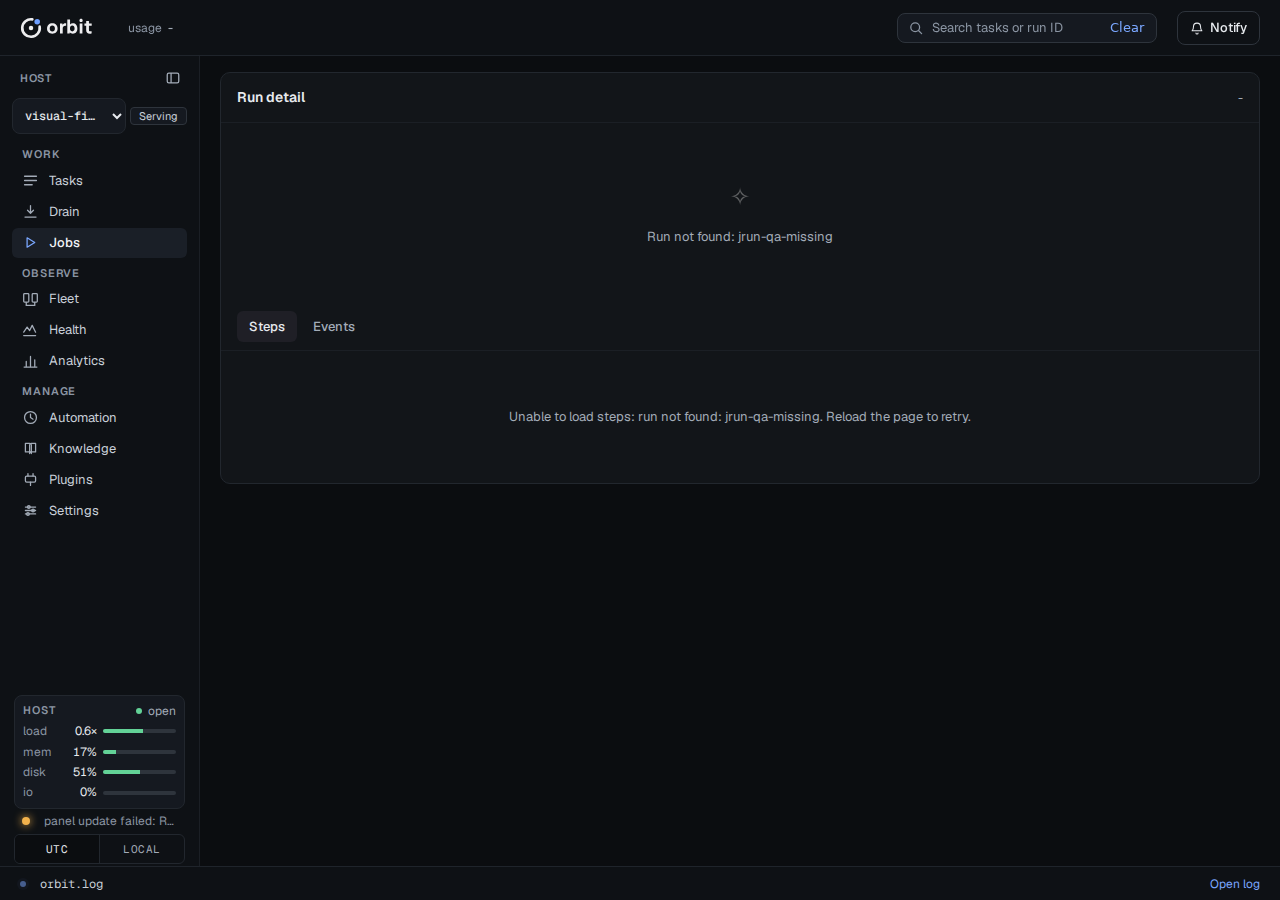 orbit
usage -
Search tasks or run ID
Clear
Notify
HOST
visual-fi...
Serving
WORK
Tasks
Drain
Jobs
OBSERVE
Fleet
Health
Analytics
MANAGE
Automation
Knowledge
Plugins
Settings
HOST
open
load 0.6×
mem 17%
disk 51%
io 0%
panel update failed: R...
UTC
LOCAL
Run detail
-
Run not found: jrun-qa-missing
Steps
Events
Unable to load steps: run not found: jrun-qa-missing. Reload the page to retry.
orbit.log
Open log